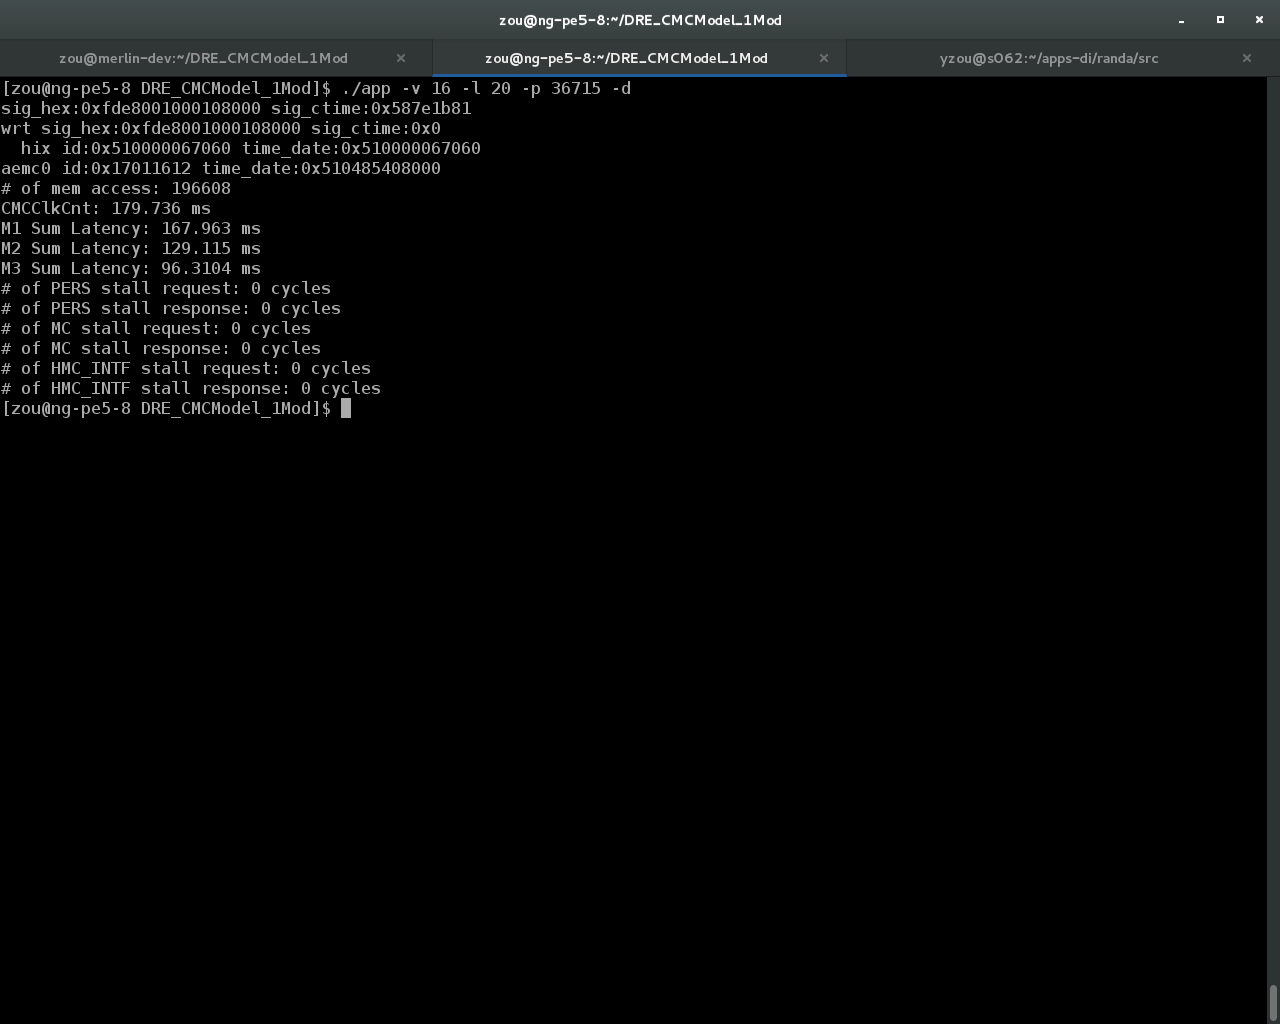 zou@ng-pe5-8:~/DRE_CMCModel_1Mod
zou@merlin-dev:~/DRE_CMCModel_1Mod
zou@ng-pe5-8:~/DRE_CMCModel_1Mod
yzou@s062:~/apps-di/randa/src
[zou@ng-pe5-8 DRE_CMCModel_1Mod]$ ./app -v 16 -l 20 -p 36715 -d
sig_hex:0xfde8001000108000 sig_ctime:0x587e1b81
wrt sig_hex:0xfde8001000108000 sig_ctime:0x0
  hix id:0x510000067060 time_date:0x510000067060
aemc0 id:0x17011612 time_date:0x510485408000
# of mem access: 196608
CMCClkCnt: 179.736 ms
M1 Sum Latency: 167.963 ms
M2 Sum Latency: 129.115 ms
M3 Sum Latency: 96.3104 ms
# of PERS stall request: 0 cycles
# of PERS stall response: 0 cycles
# of MC stall request: 0 cycles
# of MC stall response: 0 cycles
# of HMC_INTF stall request: 0 cycles
# of HMC_INTF stall response: 0 cycles
[zou@ng-pe5-8 DRE_CMCModel_1Mod]$